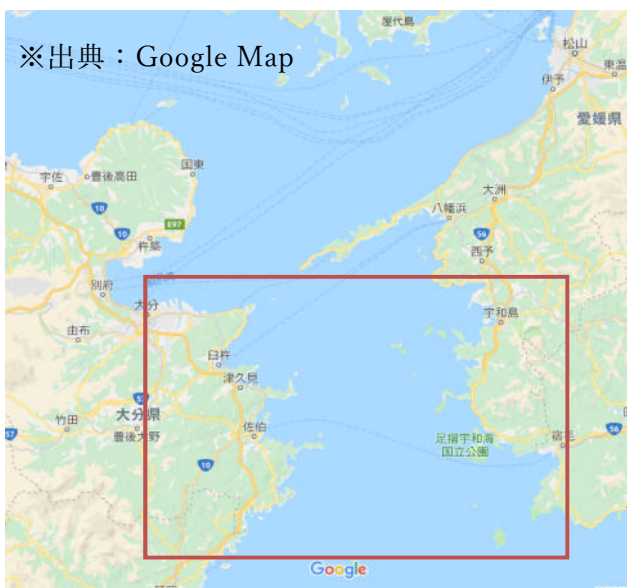 屋代島
※出典：Google Map
松山
東温
伊予
愛媛県
国東
宇佐
豊後高田
大洲
10
八幡浜
E97
10
56
杵築
西予
別府
大分
宇和島
由布
臼杵
津久見
57
竹田
大分県
豊後大野
佐伯
足摺宇和海
国立公園
宿毛
56
57
10
Google